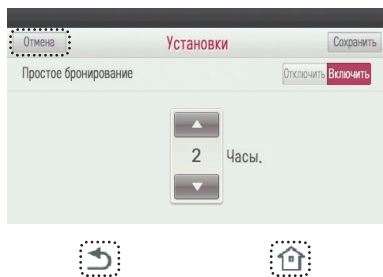 Отмена Установки Сохранить
Простое бронирование Отключить Включить
2 Часы.